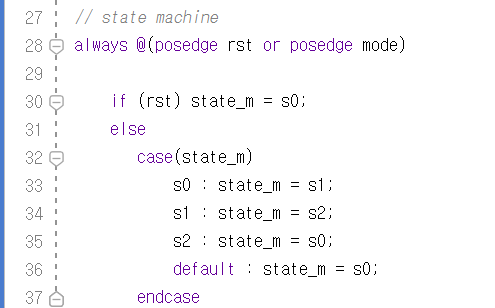 27 // state machine
28 always @(posedge rst or posedge mode)
29
30 if (rst) state_m = s0;
31 else
32 case(state_m)
33 s0 : state_m = s1;
34 s1 : state_m = s2;
35 s2 : state_m = s0;
36 default : state_m = s0;
37 endcase